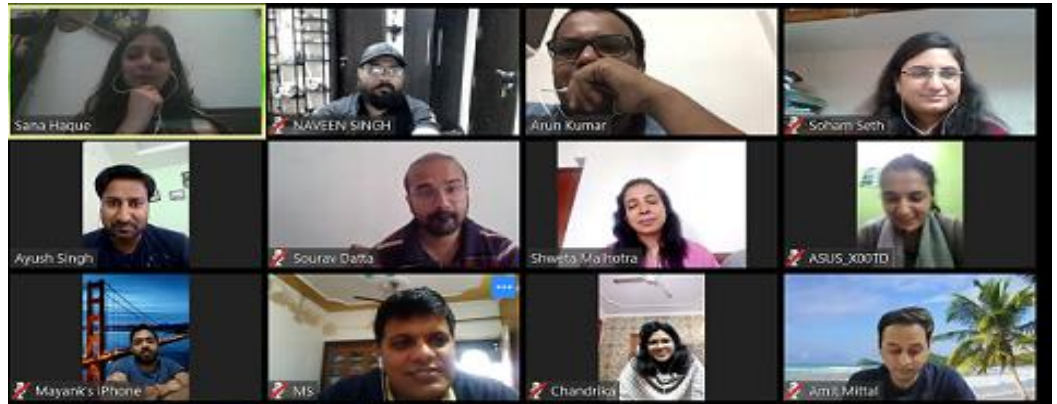 Sana Haque
NAVEEN SINGH
Arun Kumar
Soham Seth
Ayush Singh
Sourav Datta
Shweta Malhotra
ASUS_X00TD
Mayank's iPhone
MS
Chandrika
Amit Mittal